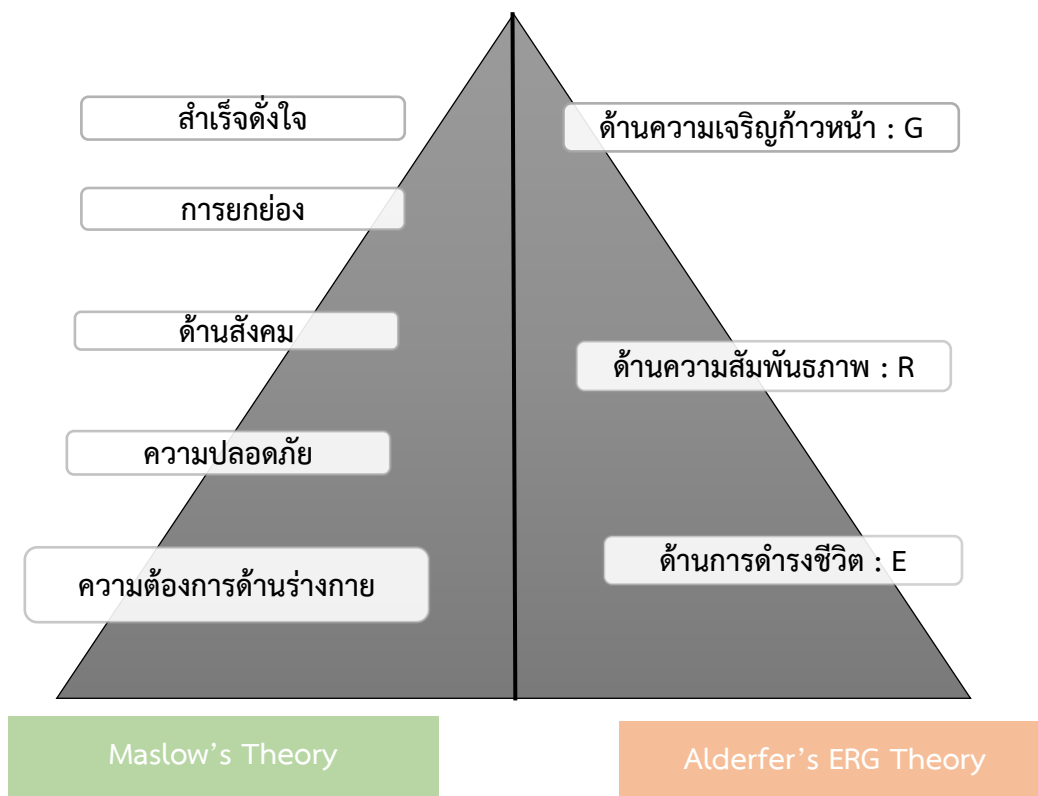 สำเร็จดั่งใจ
การยกย่อง
ด้านสังคม
ความปลอดภัย
ความต้องการด้านร่างกาย
ด้านความเจริญก้าวหน้า : G
ด้านความสัมพันธภาพ : R
ด้านการดำรงชีวิต : E
Maslow’s Theory
Alderfer’s ERG Theory